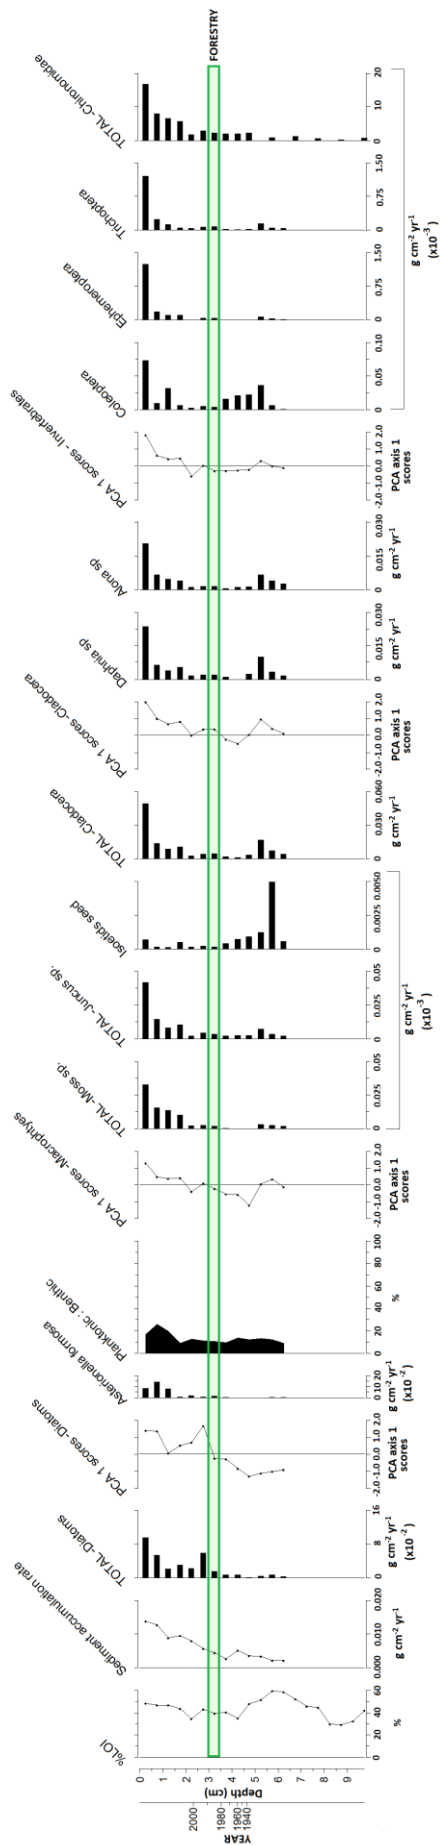 %LOI
Sediment accumulation rate
TOTAL-Diatoms
PCA 1 scores-Diatoms
Asterionella formosa
Planktonic : Benthic
PCA 1 scores -Macrophtyes
TOTAL-Moss sp.
TOTAL-Juncus sp.
Isoetids seed
TOTAL-Cladocera
PCA 1 scores -Cladocera
Daphnia sp
Alona sp
PCA 1 scores - Invertebrates
Coleoptera
Ephemeroptera
Trichoptera
TOTAL-Chironomidae
FORESTRY
YEAR
2000
1980
1960
1940
Depth (cm)
0
1
2
3
4
5
6
7
8
9
0 20 40 60
%
0.000 0.010 0.020
g cm⁻² yr⁻¹
0 8 16
g cm⁻² yr⁻¹
(x10⁻²)
-2.0 -1.0 0.0 1.0 2.0
PCA axis 1
scores
0 10 20
g cm⁻² yr⁻¹
(x10⁻²)
0 20 40 60 80 100
%
-2.0 -1.0 0.0 1.0 2.0
PCA axis 1
scores
0 0.025 0.05
0 0.025 0.05
0 0.0025 0.0050
g cm⁻² yr⁻¹
(x10⁻³)
0 0.030 0.060
g cm⁻² yr⁻¹
-2.0 -1.0 0.0 1.0 2.0
PCA axis 1
scores
0 0.015 0.030
g cm⁻² yr⁻¹
0 0.015 0.030
g cm⁻² yr⁻¹
-2.0 -1.0 0.0 1.0 2.0
PCA axis 1
scores
0 0.05 0.10
0 0.75 1.50
0 0.75 1.50
0 10 20
g cm⁻² yr⁻¹
(x10⁻³)